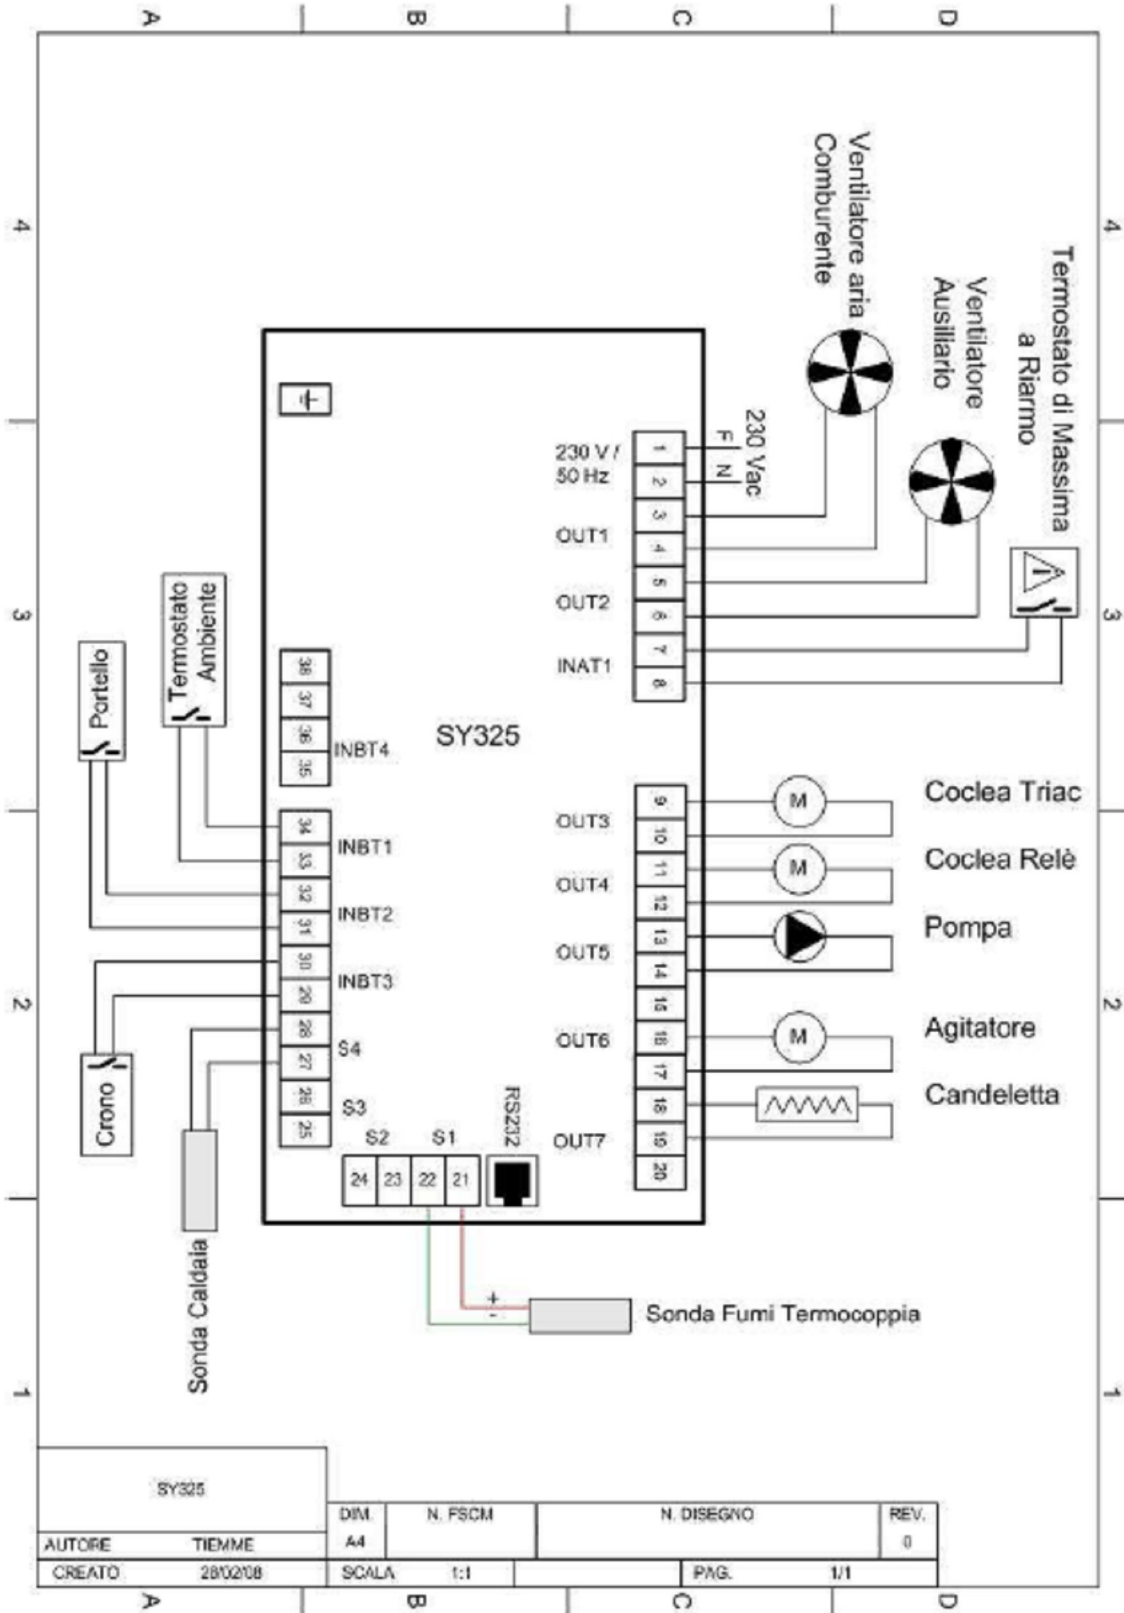 A B C D
4 4
Ventilatore aria
Comburente
Ventilatore
Ausiliario
Termostato di Massima
a Riarmo
230 Vac
F
N
230 V /
50 Hz
OUT1
OUT2
INAT1
1
2
3
4
5
6
7
8
3 3
Termostato
Ambiente
Portello
38
37
36
35
INBT4
SY325
34
33
32
31
30
29
28
27
26
25
INBT1
INBT2
INBT3
S4
S3
OUT3
OUT4
OUT5
OUT6
OUT7
9
10
11
12
13
14
15
16
17
18
19
20
M
M
M
Coclea Triac
Coclea Relè
Pompa
Agitatore
Candeletta
2 2
Crono
S2 S1
RS232
24 23 22 21
+
-
Sonda Fumi Termocoppia
Sonda Caldaia
1 1
SY325
AUTORE TIEMME
CREATO 28/02/08
DIM.
A4
N. FSCM
N. DISEGNO
REV.
0
SCALA 1:1
PAG. 1/1
A B C D